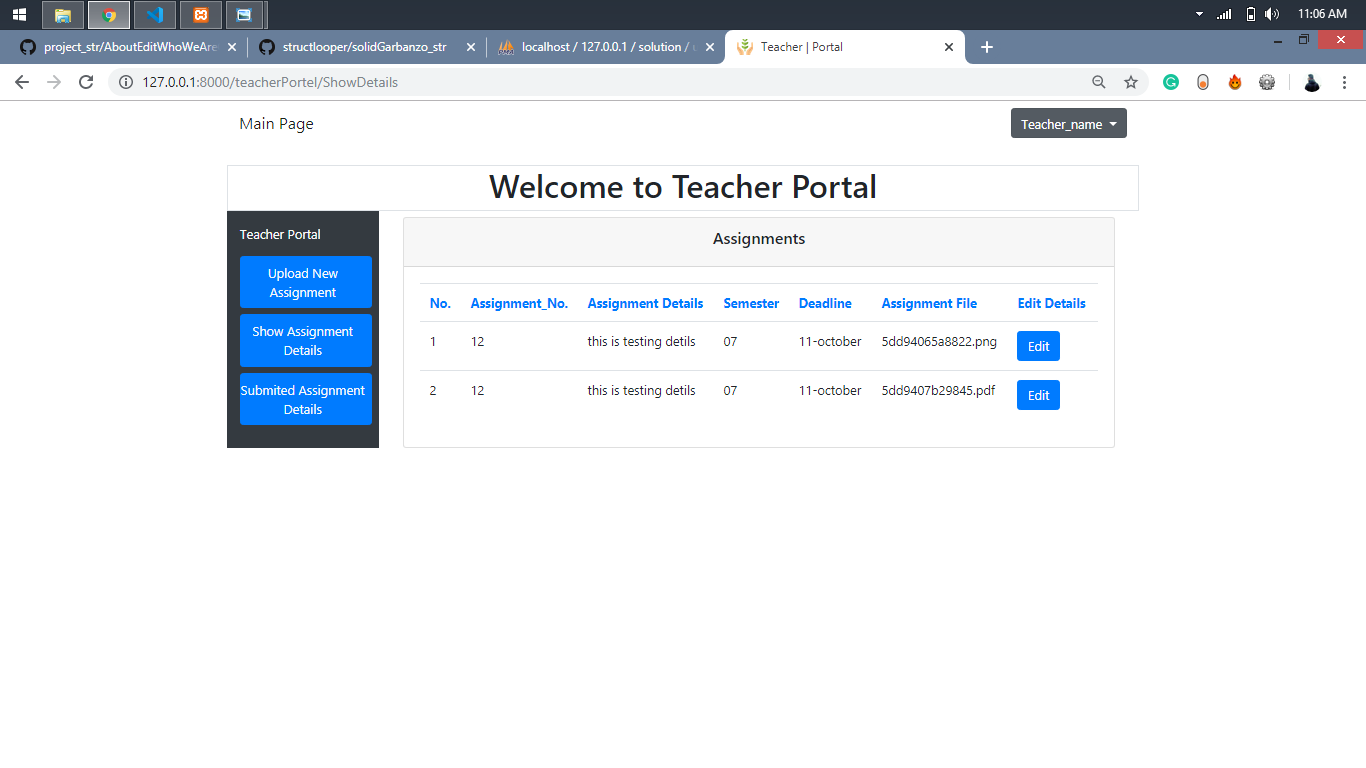 11:06 AM
project_str/AboutEditWhoWeAre
structlooper/solidGarbanzo_str
localhost / 127.0.0.1 / solution / u
Teacher | Portal
127.0.0.1:8000/teacherPortel/ShowDetails
Main Page
Teacher_name
Welcome to Teacher Portal
Teacher Portal
Upload New
Assignment
Show Assignment
Details
Submited Assignment
Details
Assignments
No. Assignment_No. Assignment Details Semester Deadline Assignment File Edit Details
1 12 this is testing detils 07 11-october 5dd94065a8822.png Edit
2 12 this is testing detils 07 11-october 5dd9407b29845.pdf Edit